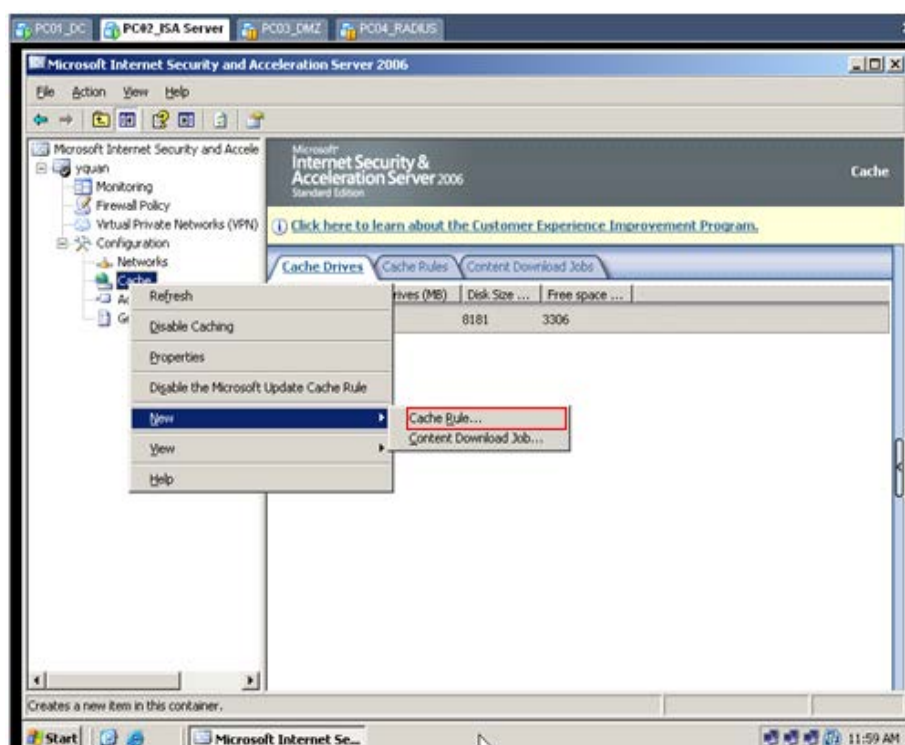 PC01_DC PC02_ISA Server PC03_DMZ PC04_RADIUS
Microsoft Internet Security and Acceleration Server 2006
File Action View Help
Microsoft Internet Security and Accele
yquan
Monitoring
Firewall Policy
Virtual Private Networks (VPN)
Configuration
Networks
Cache
Microsoft
Internet Security &
Acceleration Server 2006
Standard Edition
Cache
Click here to learn about the Customer Experience Improvement Program.
Cache Drives Cache Rules Content Download Jobs
rives (MB) Disk Size ... Free space ...
8181 3306
Refresh
Disable Caching
Properties
Disable the Microsoft Update Cache Rule
New
View
Help
Cache Rule...
Content Download Job...
Creates a new item in this container.
Start Microsoft Internet Se... 11:59 AM